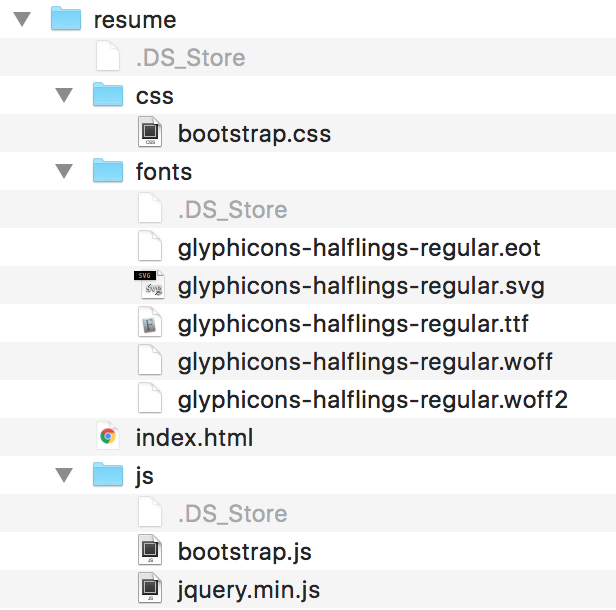 resume
.DS_Store
css
bootstrap.css
fonts
.DS_Store
glyphicons-halflings-regular.eot
glyphicons-halflings-regular.svg
glyphicons-halflings-regular.ttf
glyphicons-halflings-regular.woff
glyphicons-halflings-regular.woff2
index.html
js
.DS_Store
bootstrap.js
jquery.min.js